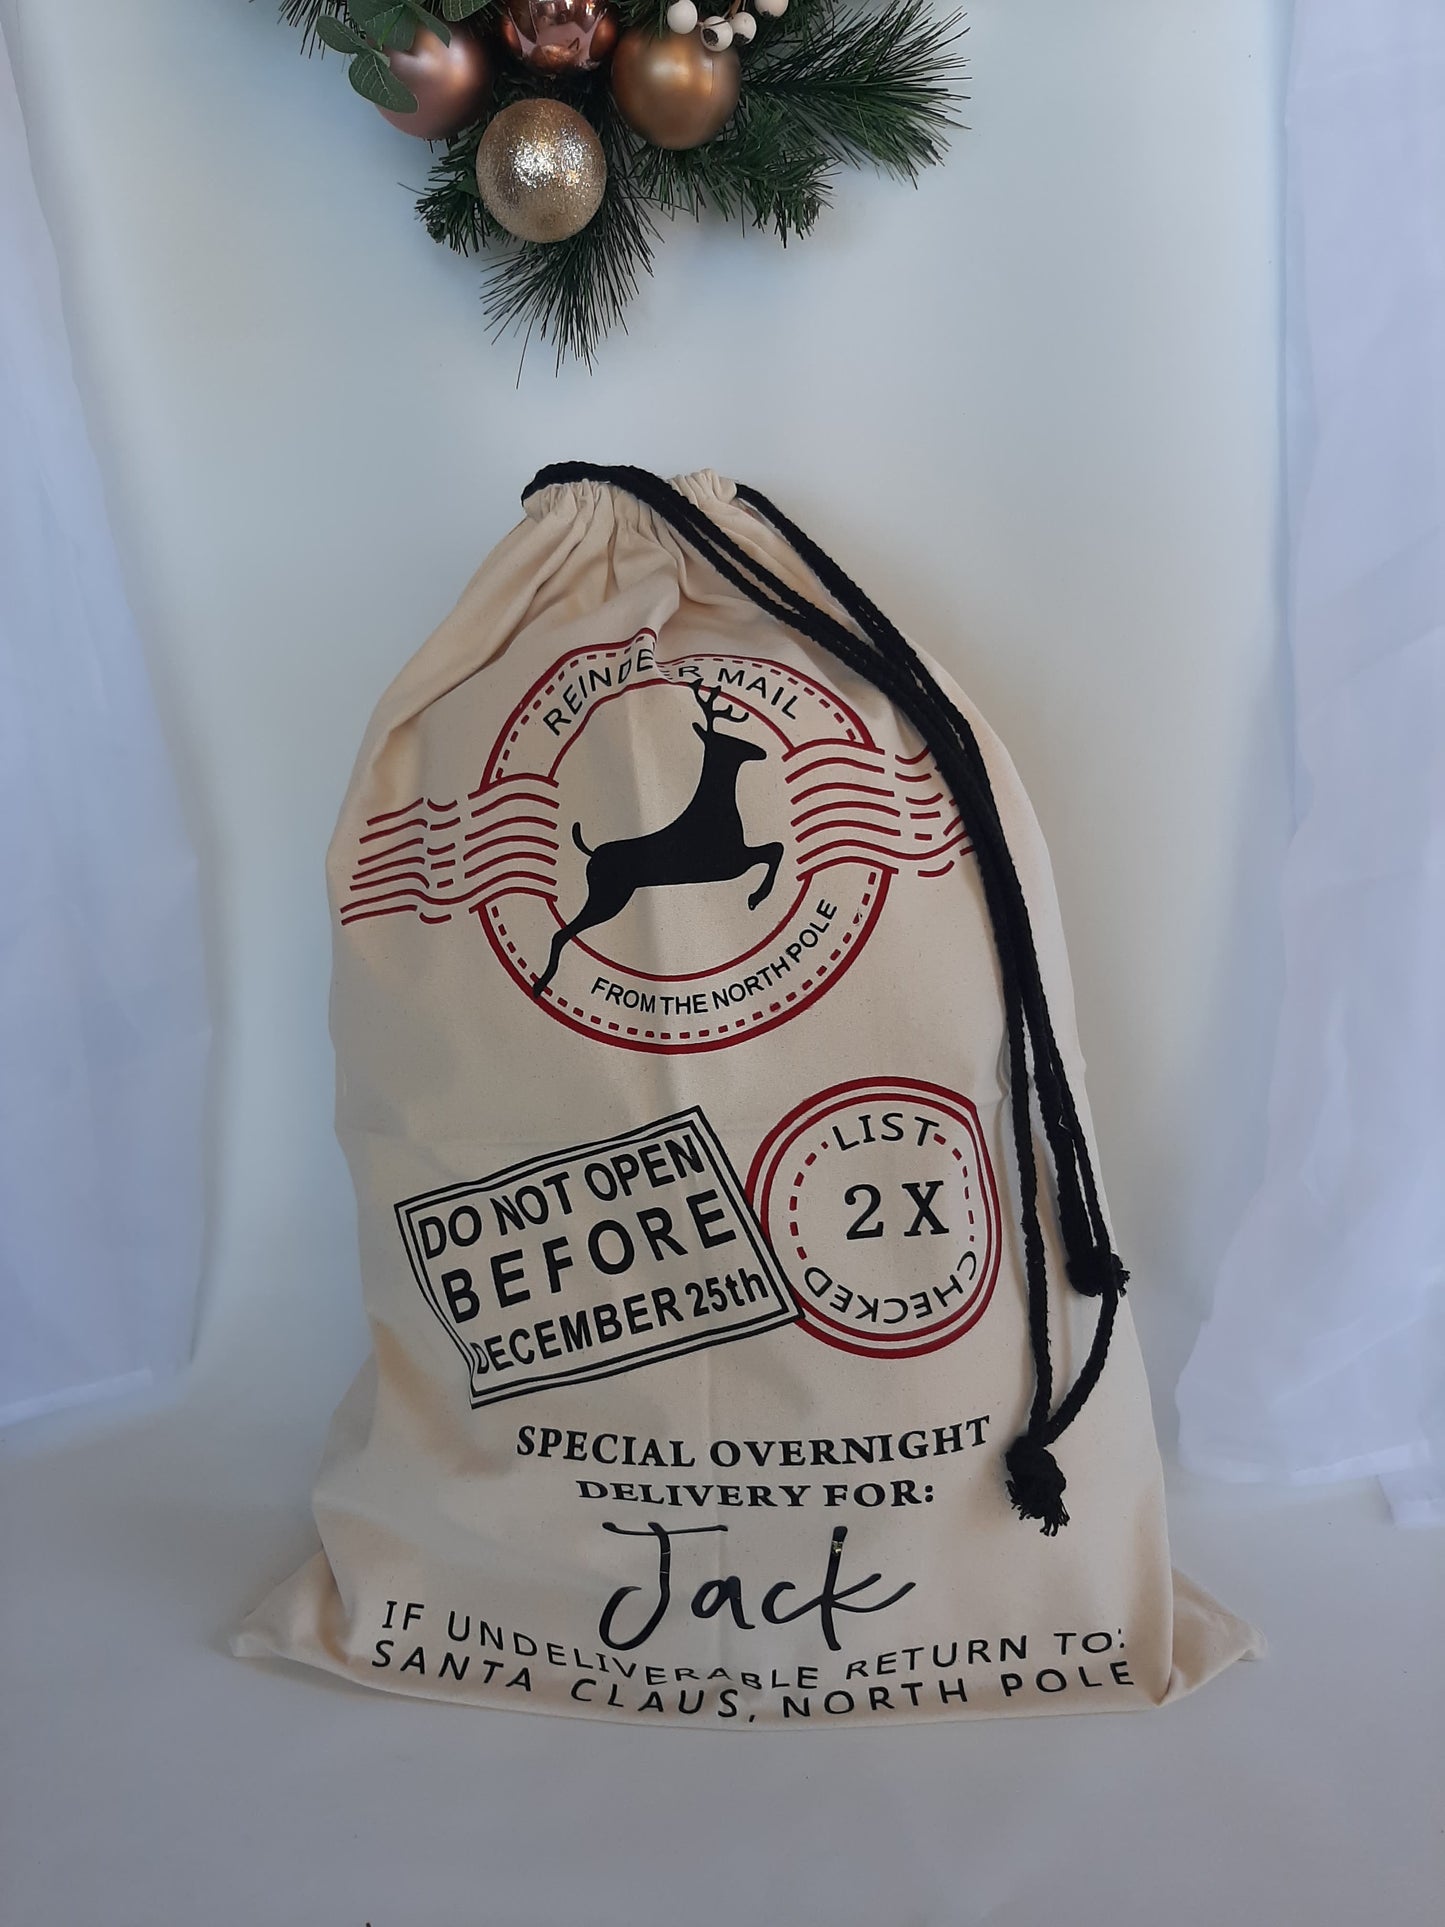 REINDEER MAIL
FROM THE NORTH POLE
DO NOT OPEN
BEFORE
DECEMBER 25th
LIST
2 X
CHECKED
SPECIAL OVERNIGHT
DELIVERY FOR:
Jack
IF UNDELIVERABLE RETURN TO:
SANTA CLAUS, NORTH POLE